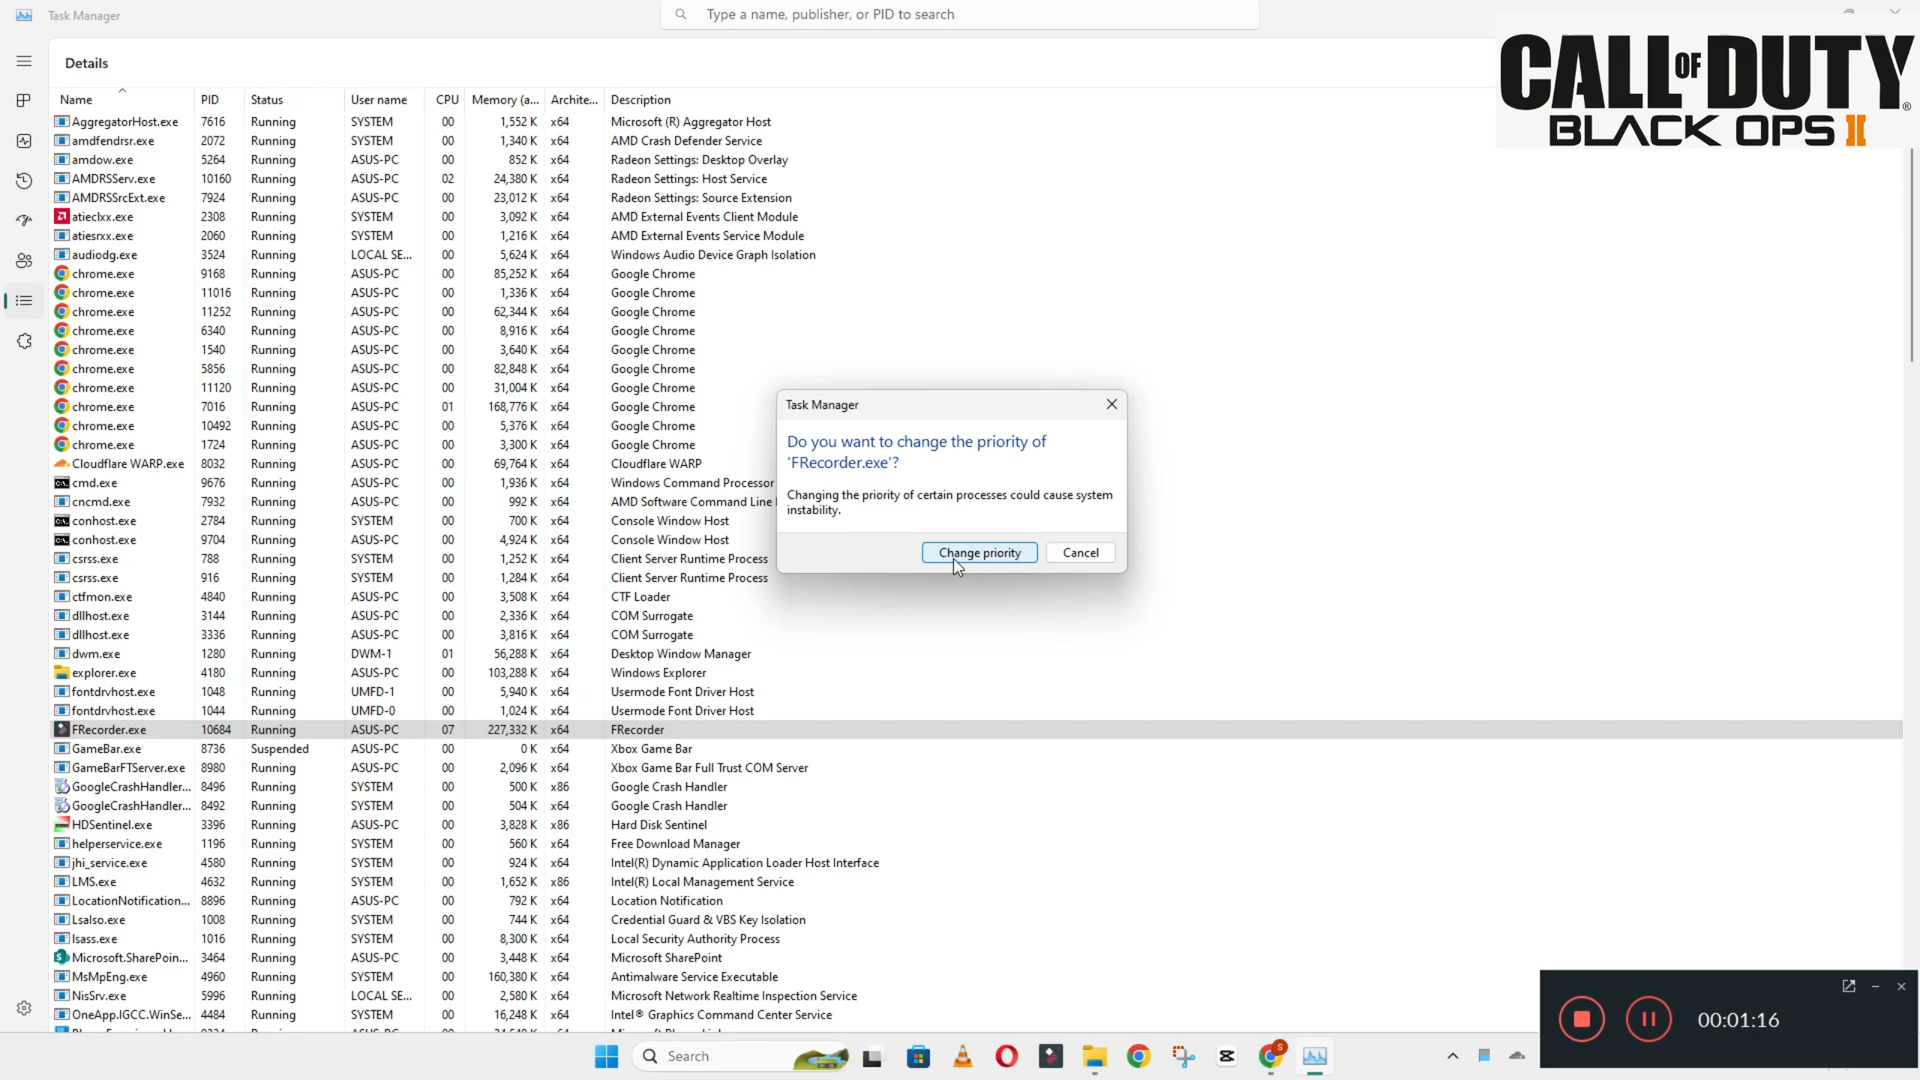 Task Manager
Type a name, publisher, or PID to search
CALL OF DUTY®
BLACK OPS II
Details
Name PID Status User name CPU Memory (a... Archite... Description
AggregatorHost.exe 7616 Running SYSTEM 00 1,552 K x64 Microsoft (R) Aggregator Host
amdfendrsr.exe 2072 Running SYSTEM 00 1,340 K x64 AMD Crash Defender Service
amdow.exe 5264 Running ASUS-PC 00 852 K x64 Radeon Settings: Desktop Overlay
AMDRSServ.exe 10160 Running ASUS-PC 02 24,380 K x64 Radeon Settings: Host Service
AMDRSSrcExt.exe 7924 Running ASUS-PC 00 23,012 K x64 Radeon Settings: Source Extension
atieclxx.exe 2308 Running SYSTEM 00 3,092 K x64 AMD External Events Client Module
atiesrxx.exe 2060 Running SYSTEM 00 1,216 K x64 AMD External Events Service Module
audiodg.exe 3524 Running LOCAL SE... 00 5,624 K x64 Windows Audio Device Graph Isolation
chrome.exe 9168 Running ASUS-PC 00 85,252 K x64 Google Chrome
chrome.exe 11016 Running ASUS-PC 00 1,336 K x64 Google Chrome
chrome.exe 11252 Running ASUS-PC 00 62,344 K x64 Google Chrome
chrome.exe 6340 Running ASUS-PC 00 8,916 K x64 Google Chrome
chrome.exe 1540 Running ASUS-PC 00 3,640 K x64 Google Chrome
chrome.exe 5856 Running ASUS-PC 00 82,848 K x64 Google Chrome
chrome.exe 11120 Running ASUS-PC 00 31,004 K x64 Google Chrome
chrome.exe 7016 Running ASUS-PC 01 168,776 K x64 Google Chrome
chrome.exe 10492 Running ASUS-PC 00 5,376 K x64 Google Chrome
chrome.exe 1724 Running ASUS-PC 00 3,300 K x64 Google Chrome
Cloudflare WARP.exe 8032 Running ASUS-PC 00 69,764 K x64 Cloudflare WARP
cmd.exe 9676 Running ASUS-PC 00 1,936 K x64 Windows Command Processor
cncmd.exe 7932 Running ASUS-PC 00 992 K x64 AMD Software Command Line
conhost.exe 2784 Running SYSTEM 00 700 K x64 Console Window Host
conhost.exe 9704 Running ASUS-PC 00 4,924 K x64 Console Window Host
csrss.exe 788 Running SYSTEM 00 1,252 K x64 Client Server Runtime Process
csrss.exe 916 Running SYSTEM 00 1,284 K x64 Client Server Runtime Process
ctfmon.exe 4840 Running ASUS-PC 00 3,508 K x64 CTF Loader
dllhost.exe 3144 Running ASUS-PC 00 2,336 K x64 COM Surrogate
dllhost.exe 3336 Running ASUS-PC 00 3,816 K x64 COM Surrogate
dwm.exe 1280 Running DWM-1 01 56,288 K x64 Desktop Window Manager
explorer.exe 4180 Running ASUS-PC 00 103,288 K x64 Windows Explorer
fontdrvhost.exe 1048 Running UMFD-1 00 5,940 K x64 Usermode Font Driver Host
fontdrvhost.exe 1044 Running UMFD-0 00 1,024 K x64 Usermode Font Driver Host
FRecorder.exe 10684 Running ASUS-PC 07 227,332 K x64 FRecorder
GameBar.exe 8736 Suspended ASUS-PC 00 0 K x64 Xbox Game Bar
GameBarFTServer.exe 8980 Running ASUS-PC 00 2,096 K x64 Xbox Game Bar Full Trust COM Server
GoogleCrashHandler... 8496 Running SYSTEM 00 500 K x86 Google Crash Handler
GoogleCrashHandler... 8492 Running SYSTEM 00 504 K x64 Google Crash Handler
HDSentinel.exe 3396 Running ASUS-PC 00 3,828 K x86 Hard Disk Sentinel
helperservice.exe 1196 Running SYSTEM 00 560 K x64 Free Download Manager
jhi_service.exe 4580 Running SYSTEM 00 924 K x64 Intel(R) Dynamic Application Loader Host Interface
LMS.exe 4632 Running SYSTEM 00 1,652 K x86 Intel(R) Local Management Service
LocationNotification... 8896 Running ASUS-PC 00 792 K x64 Location Notification
LsaIso.exe 1008 Running SYSTEM 00 744 K x64 Credential Guard & VBS Key Isolation
lsass.exe 1016 Running SYSTEM 00 8,300 K x64 Local Security Authority Process
Microsoft.SharePoin... 3464 Running ASUS-PC 00 3,448 K x64 Microsoft SharePoint
MsMpEng.exe 4960 Running SYSTEM 00 160,380 K x64 Antimalware Service Executable
NisSrv.exe 5996 Running LOCAL SE... 00 2,580 K x64 Microsoft Network Realtime Inspection Service
OneApp.IGCC.WinSe... 4484 Running SYSTEM 00 16,248 K x64 Intel® Graphics Command Center Service
Task Manager
Do you want to change the priority of
'FRecorder.exe'?
Changing the priority of certain processes could cause system
instability.
Change priority Cancel
00:01:16
Search
S